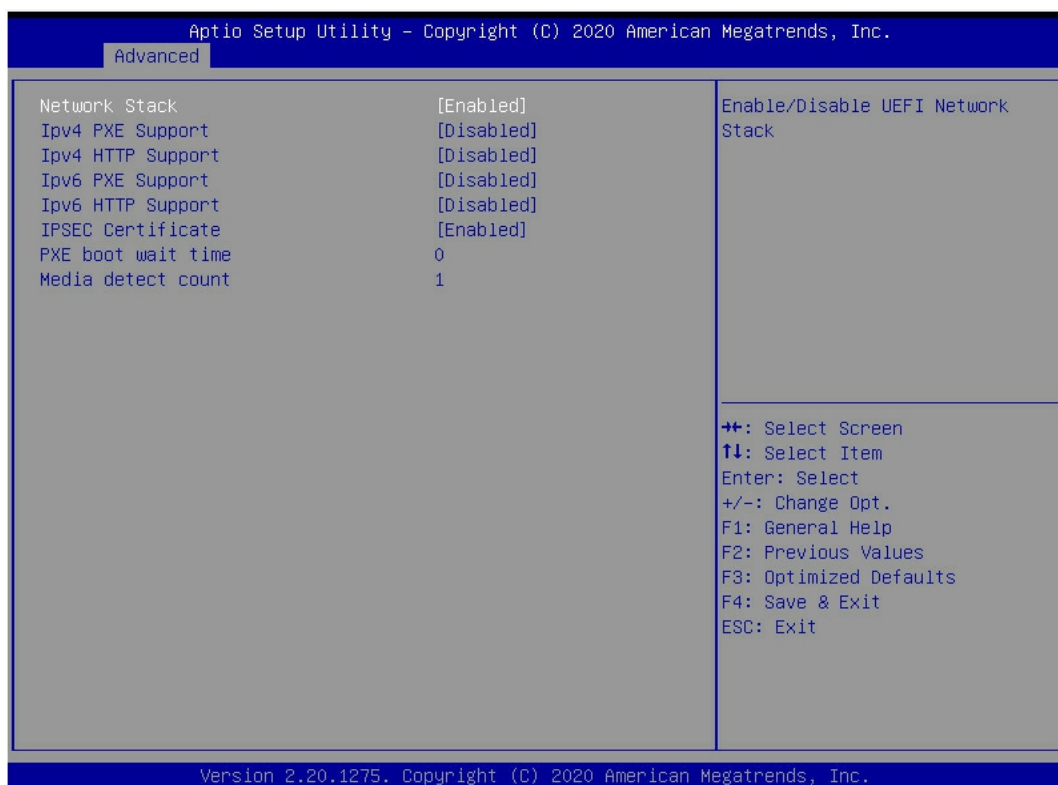 Aptio Setup Utility – Copyright (C) 2020 American Megatrends, Inc.
Advanced
Network Stack [Enabled]
Ipv4 PXE Support [Disabled]
Ipv4 HTTP Support [Disabled]
Ipv6 PXE Support [Disabled]
Ipv6 HTTP Support [Disabled]
IPSEC Certificate [Enabled]
PXE boot wait time 0
Media detect count 1
Enable/Disable UEFI Network
Stack
→←: Select Screen
↑↓: Select Item
Enter: Select
+/-: Change Opt.
F1: General Help
F2: Previous Values
F3: Optimized Defaults
F4: Save & Exit
ESC: Exit
Version 2.20.1275. Copyright (C) 2020 American Megatrends, Inc.